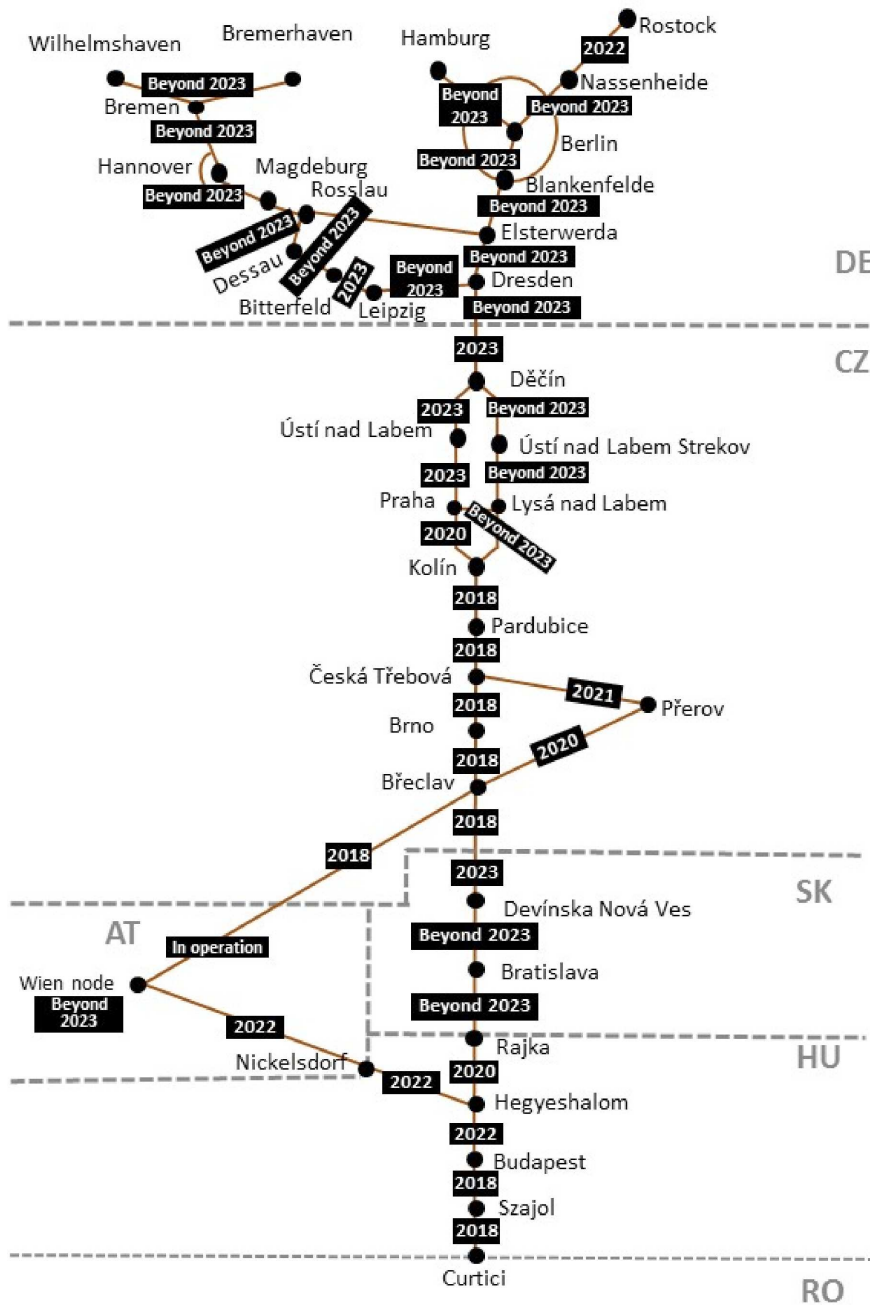 Rostock
Bremerhaven
Hamburg
Wilhelmshaven
2022
Nassenheide
Beyond 2023
Beyond
2023
Beyond 2023
Bremen
Beyond 2023
Berlin
Beyond 2023
Hannover
Magdeburg
Blankenfelde
Beyond 2023
Rosslau
Beyond 2023
Elsterwerda
Beyond 2023
Beyond 2023
Beyond 2023
DE
Dessau
Beyond
2023
2023
Dresden
Bitterfeld
Leipzig
Beyond 2023
2023
CZ
Děčín
2023
Beyond 2023
Ústí nad Labem
Ústí nad Labem Strekov
2023
Beyond 2023
Praha
Lysá nad Labem
2020
Beyond 2023
Kolín
2018
Pardubice
2018
Česká Třebová
2021
2018
Přerov
Brno
2020
2018
Břeclav
2018
2018
2023
SK
Devínska Nová Ves
AT
Beyond 2023
In operation
Bratislava
Wien node
Beyond
2023
Beyond 2023
2022
Rajka
HU
Nickelsdorf
2020
2022
Hegyeshalom
2022
Budapest
2018
Szajol
2018
Curtici
RO